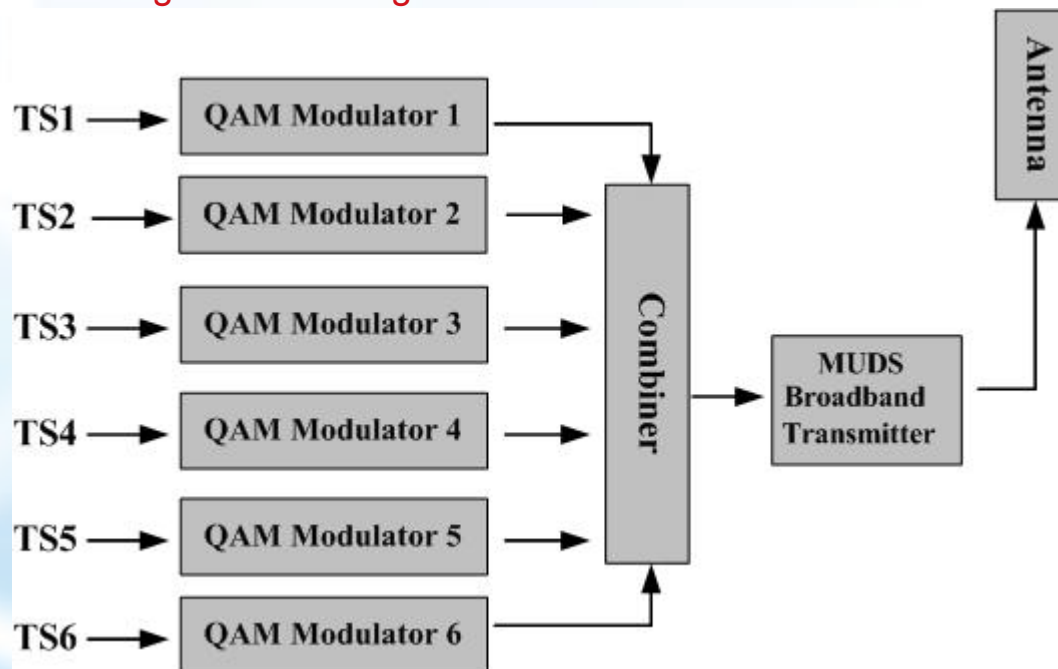 TS1
QAM Modulator 1
TS2
QAM Modulator 2
TS3
QAM Modulator 3
TS4
QAM Modulator 4
TS5
QAM Modulator 5
TS6
QAM Modulator 6
Combiner
MUDS
Broadband
Transmitter
Antenna